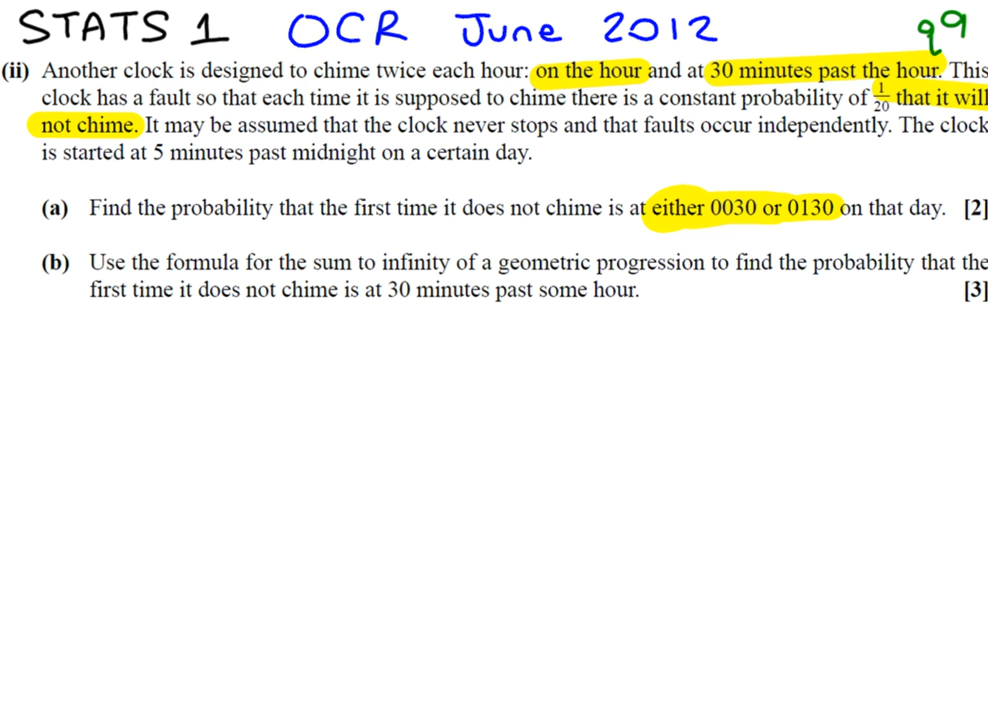 STATS 1 OCR June 2012 q9
(ii) Another clock is designed to chime twice each hour: on the hour and at 30 minutes past the hour. This
clock has a fault so that each time it is supposed to chime there is a constant probability of 1/20 that it will
not chime. It may be assumed that the clock never stops and that faults occur independently. The clock
is started at 5 minutes past midnight on a certain day.
(a) Find the probability that the first time it does not chime is at either 0030 or 0130 on that day. [2]
(b) Use the formula for the sum to infinity of a geometric progression to find the probability that the
first time it does not chime is at 30 minutes past some hour. [3]